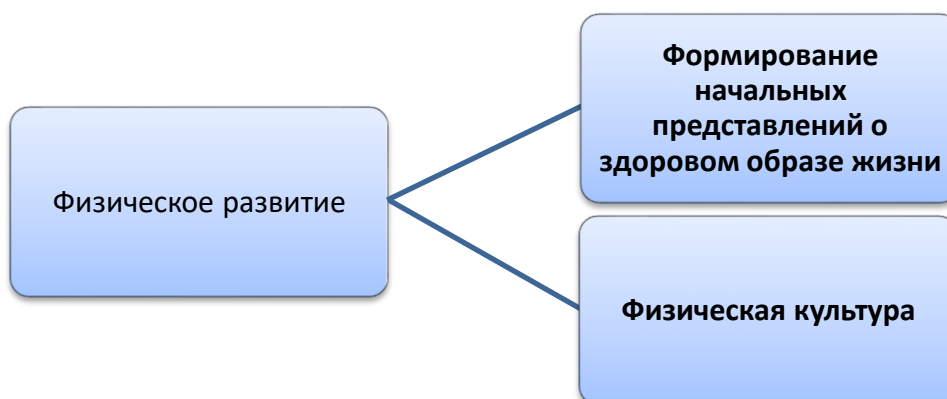 Физическое развитие
Формирование
начальных
представлений о
здоровом образе жизни
Физическая культура